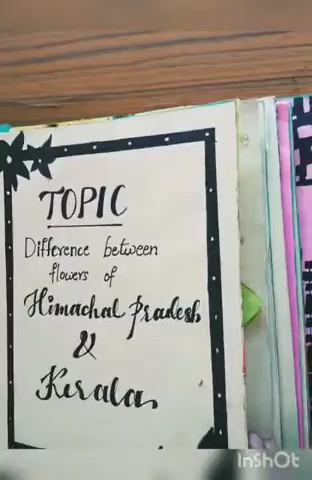 TOPIC
Difference between
flowers of
Himachal Pradesh
&
Kerala
InShOt